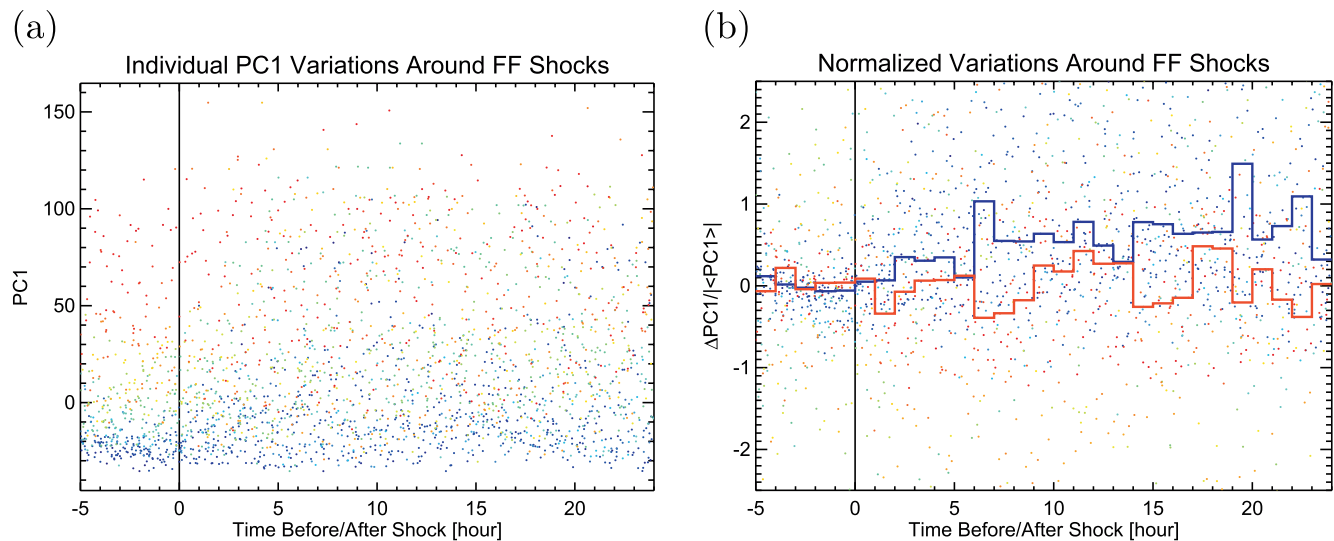 (a)
Individual PC1 Variations Around FF Shocks
150
100
50
0
PC1
-5 0 5 10 15 20
Time Before/After Shock [hour]
(b)
Normalized Variations Around FF Shocks
2
1
0
-1
-2
ΔPC1/|<PC1>|
-5 0 5 10 15 20
Time Before/After Shock [hour]